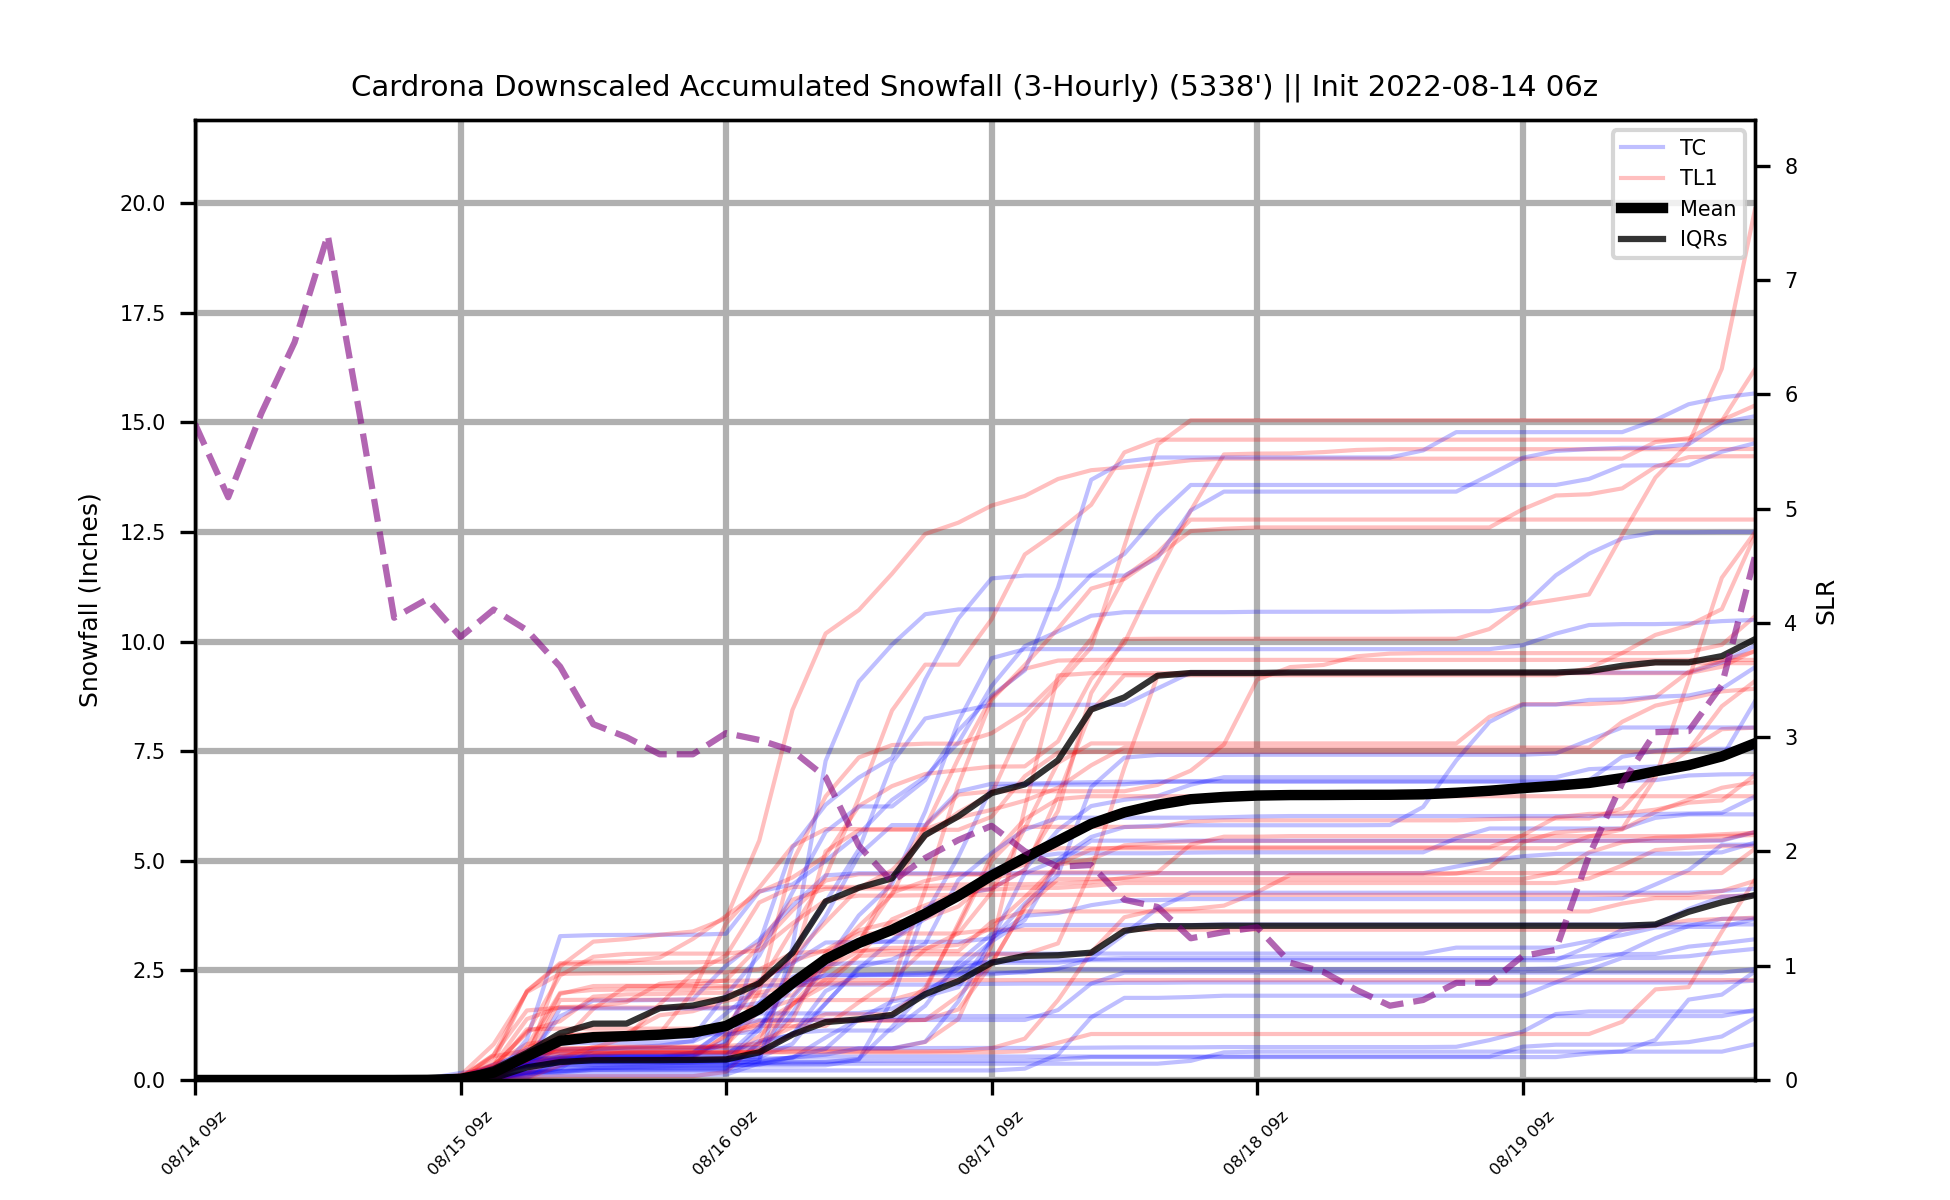 Cardrona Downscaled Accumulated Snowfall (3-Hourly) (5338') || Init 2022-08-14 06z
TC
TL1
Mean
IQRs
Snowfall (Inches)
20.0
17.5
15.0
12.5
10.0
7.5
5.0
2.5
0.0
8
7
6
5
4
3
2
1
0
SLR
08/14 09z
08/15 09z
08/16 09z
08/17 09z
08/18 09z
08/19 09z